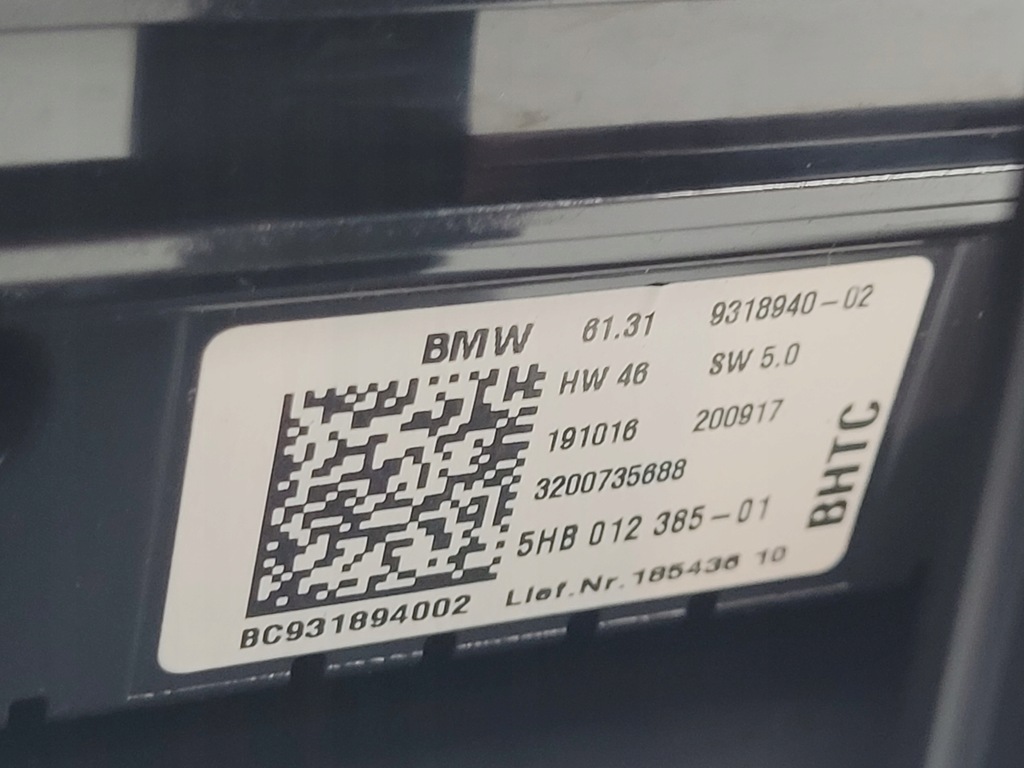 BMW 61.31 9318940-02
HW 46 SW 5.0
191016 200917
3200735688
5HB 012 385-01
BHTC
BC931894002 Lief.Nr. 185436 10